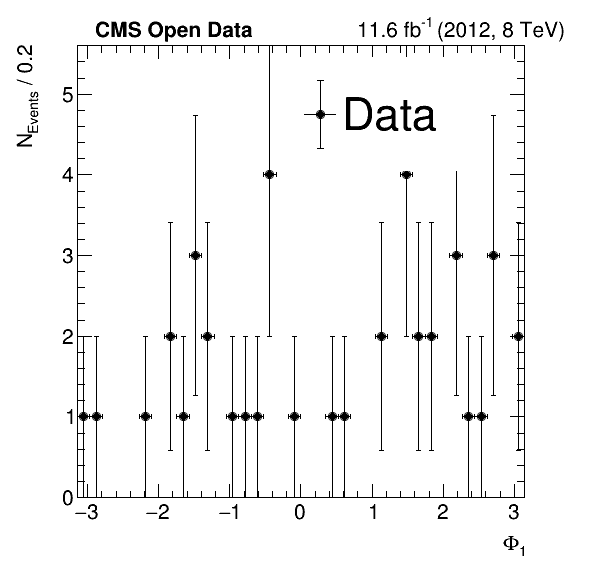 CMS Open Data 11.6 fb⁻¹ (2012, 8 TeV)
N_Events / 0.2
Data
5
4
3
2
1
0
−3 −2 −1 0 1 2 3
Φ₁